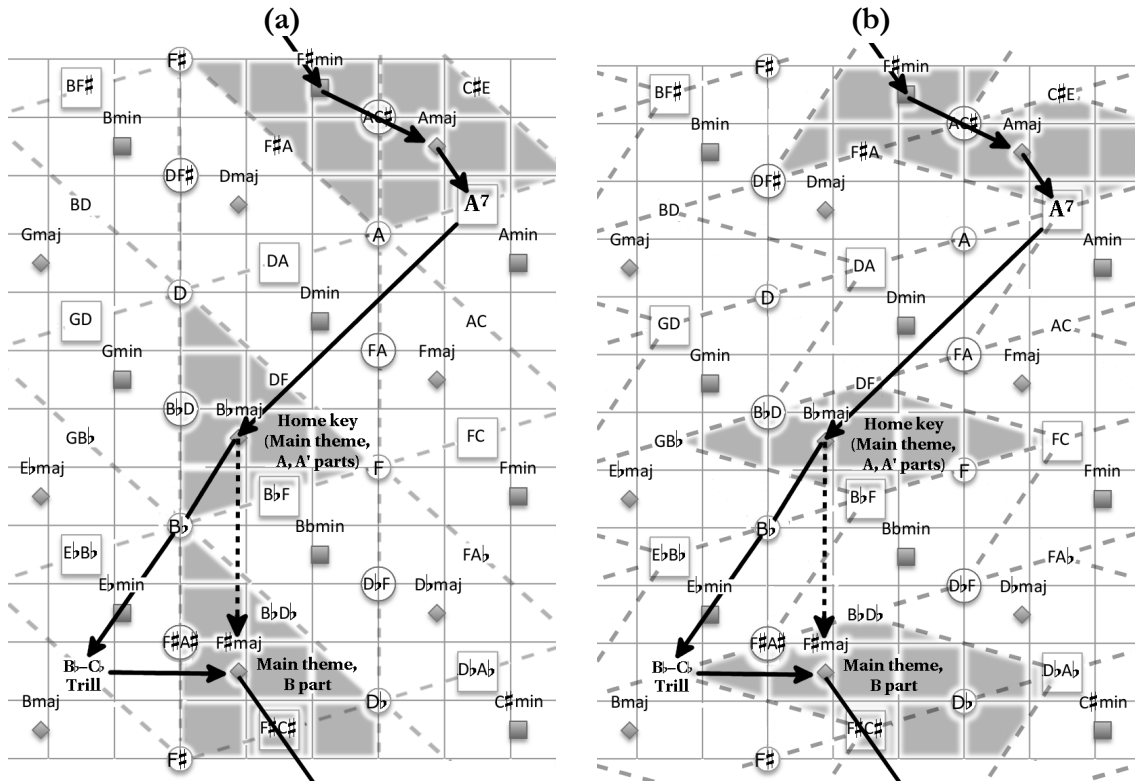 (a)
F♯
F♯min
BF♯
C♯E
AC♯
Amaj
Bmin
F♯A
DF♯
Dmaj
A⁷
BD
Gmaj
A
Amin
DA
D
Dmin
GD
AC
Gmin
FA
Fmaj
DF
B♭D
B♭maj
Home key
(Main theme,
A, A' parts)
GB♭
FC
E♭maj
F
Fmin
B♭F
B♭
Bbmin
E♭B♭
FA♭
E♭min
D♭F
D♭maj
B♭D♭
F♯A♯
F♯maj
B♭–C♭
Trill
Main theme,
B part
D♭A♭
Bmaj
D♭
C♯min
F♯C♯
F♯
(b)
F♯
F♯min
BF♯
C♯E
AC♯
Amaj
Bmin
F♯A
DF♯
Dmaj
A⁷
BD
Gmaj
A
Amin
DA
D
Dmin
GD
AC
Gmin
FA
Fmaj
DF
B♭D
B♭maj
Home key
(Main theme,
A, A' parts)
GB♭
FC
E♭maj
F
Fmin
B♭F
B♭
Bbmin
E♭B♭
FA♭
E♭min
D♭F
D♭maj
B♭D♭
F♯A♯
F♯maj
B♭–C♭
Trill
Main theme,
B part
D♭A♭
Bmaj
D♭
C♯min
F♯C♯
F♯